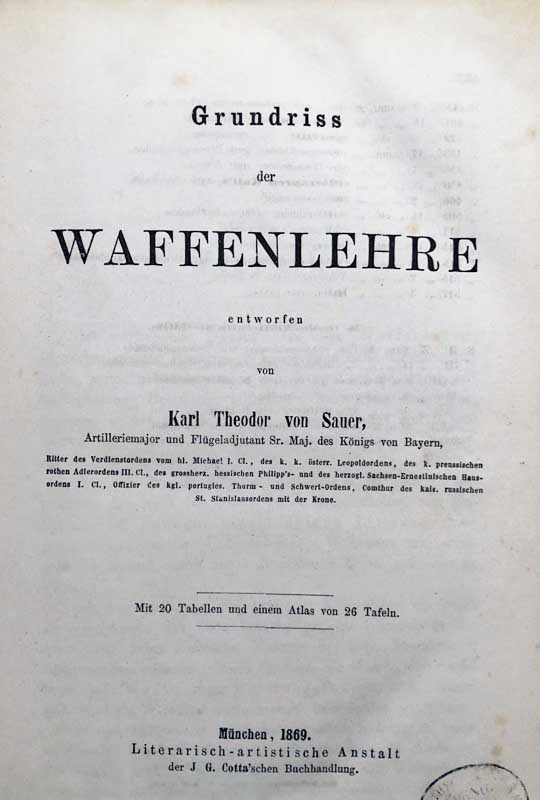 Grundriss
der
WAFFENLEHRE
entworfen
von
Karl Theodor von Sauer,
Artilleriemajor und Flügeladjutant Sr. Maj. des Königs von Bayern,
Ritter des Verdienstordens vom hl. Michael I. Cl., des k. k. österr. Leopoldordens, des k. preussischen
rothen Adlerordens III. Cl., des grossherz. hessischen Philipp's- und des herzogl. Sachsen-Ernestinischen Haus-
ordens I. Cl., Offizier des kgl. portugies. Thurm- und Schwert-Ordens, Comthur des kais. russischen
St. Stanislausordens mit der Krone.
Mit 20 Tabellen und einem Atlas von 26 Tafeln.
München, 1869.
Literarisch-artistische Anstalt
der J. G. Cotta'schen Buchhandlung.